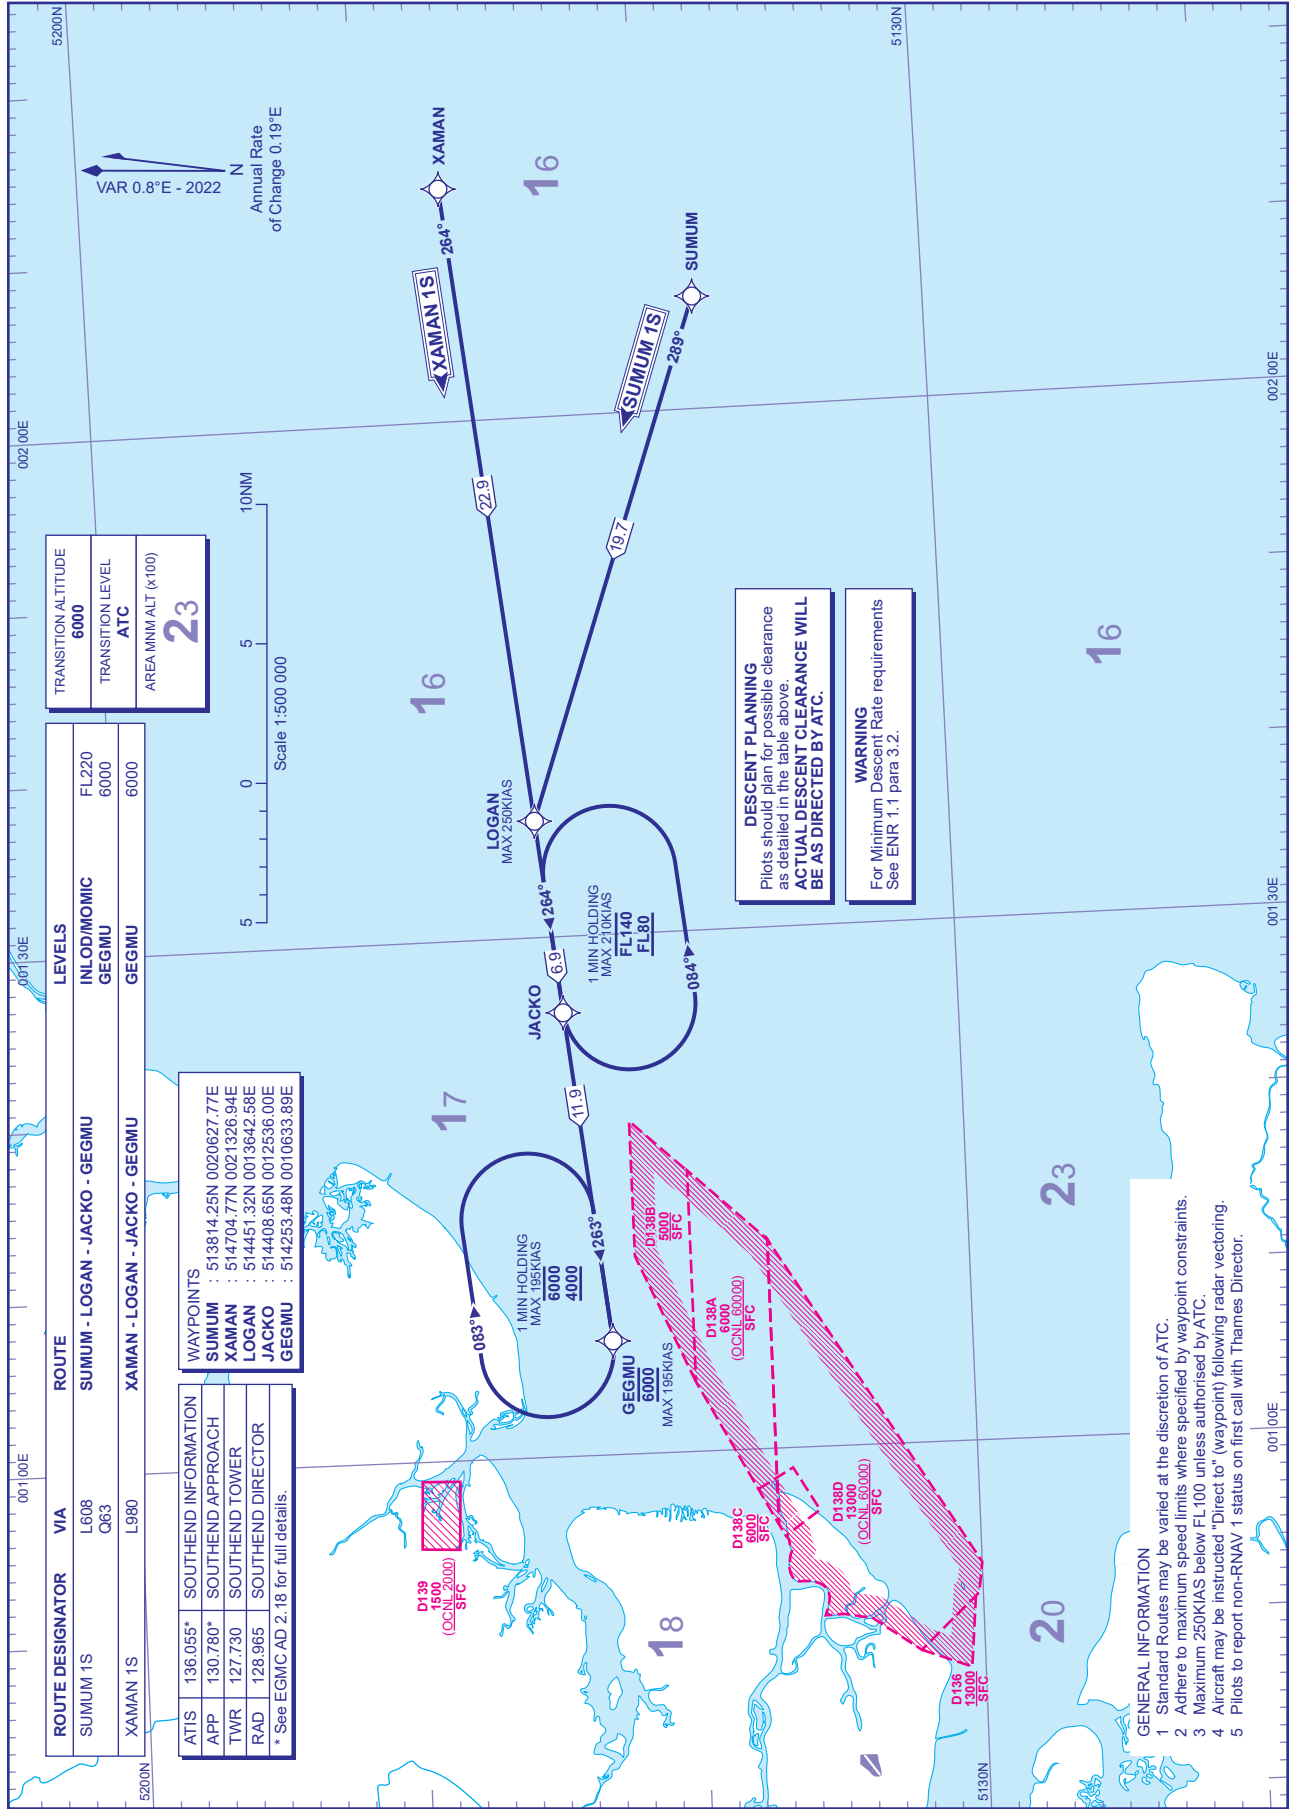 ROUTE DESIGNATOR VIA ROUTE LEVELS
SUMUM 1S L608 SUMUM - LOGAN - JACKO - GEGMU INLOD/MOMIC FL220
Q63 GEGMU 6000
XAMAN 1S L980 XAMAN - LOGAN - JACKO - GEGMU GEGMU 6000
TRANSITION ALTITUDE
6000
TRANSITION LEVEL
ATC
AREA MNM ALT (x100)
23
ATIS 136.055* SOUTHEND INFORMATION
APP 130.780* SOUTHEND APPROACH
TWR 127.730 SOUTHEND TOWER
RAD 128.965 SOUTHEND DIRECTOR
* See EGMC AD 2.18 for full details.
WAYPOINTS
SUMUM : 513814.25N 0020627.77E
XAMAN : 514704.77N 0021326.94E
LOGAN : 514451.32N 0013642.58E
JACKO : 514408.65N 0012536.00E
GEGMU : 514253.48N 0010633.89E
5 0 5 10NM
Scale 1:500 000
VAR 0.8°E - 2022
N
Annual Rate
of Change 0.19°E
001 00E
001 30E
002 00E
5200N
5200N
XAMAN
264°
XAMAN 1S
22.9
SUMUM
289°
SUMUM 1S
19.7
LOGAN
MAX 250KIAS
264°
6.9
JACKO
1 MIN HOLDING
MAX 210KIAS
FL140
FL80
084°
11.9
263°
083°
1 MIN HOLDING
MAX 195KIAS
6000
4000
GEGMU
6000
MAX 195KIAS
16
16
17
16
18
23
20
D139
1500
(OCNL 2000)
SFC
D138B
5000
SFC
D138A
6000
(OCNL 60000)
SFC
D138C
6000
SFC
D138D
13000
(OCNL 60000)
SFC
D136
13000
SFC
DESCENT PLANNING
Pilots should plan for possible clearance
as detailed in the table above.
ACTUAL DESCENT CLEARANCE WILL
BE AS DIRECTED BY ATC.
WARNING
For Minimum Descent Rate requirements
See ENR 1.1 para 3.2.
5130N
5130N
GENERAL INFORMATION
1 Standard Routes may be varied at the discretion of ATC.
2 Adhere to maximum speed limits where specified by waypoint constraints.
3 Maximum 250KIAS below FL100 unless authorised by ATC.
4 Aircraft may be instructed "Direct to" (waypoint) following radar vectoring.
5 Pilots to report non-RNAV 1 status on first call with Thames Director.
001 00E
001 30E
002 00E